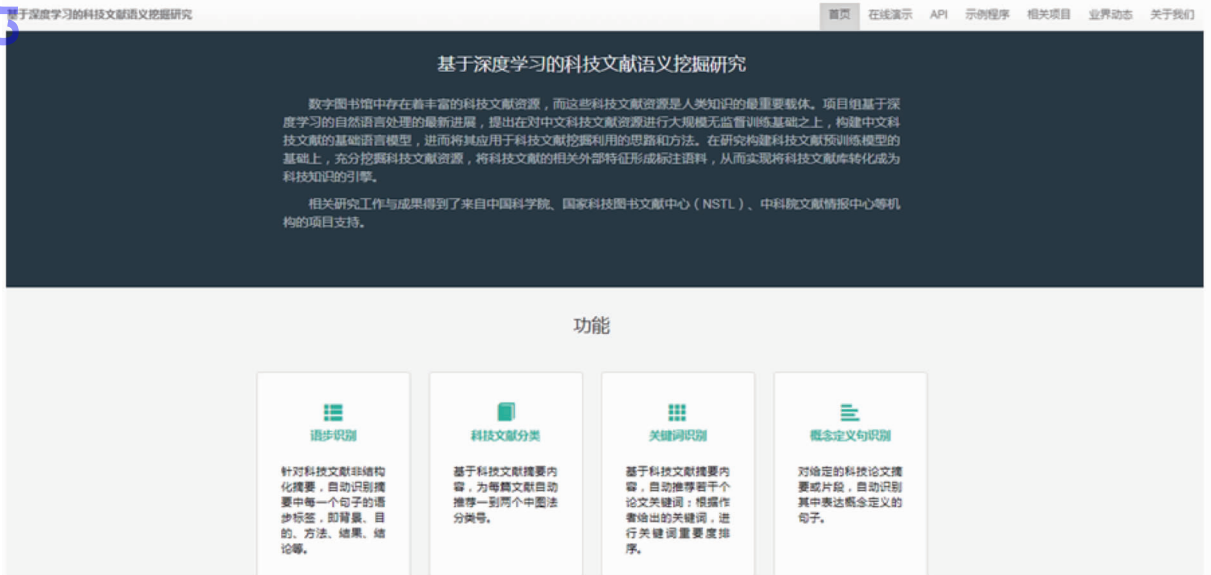 基于深度学习的科技文献语义挖掘研究
首页 在线演示 API 示例程序 相关项目 业界动态 关于我们
基于深度学习的科技文献语义挖掘研究
数字图书馆中存在着丰富的科技文献资源，而这些科技文献资源是人类知识的最重要载体。项目组基于深
度学习的自然语言处理的最新进展，提出在对中文科技文献资源进行大规模无监督训练基础之上，构建中文科
技文献的基础语言模型，进而将其应用于科技文献挖掘利用的思路和方法。在研究构建科技文献预训练模型的
基础上，充分挖掘科技文献资源，将科技文献的相关外部特征形成标注语料，从而实现将科技文献库转化成为
科技知识的引擎。
相关研究工作与成果得到了来自中国科学院、国家科技图书文献中心（NSTL）、中科院文献情报中心等机
构的项目支持。
功能
语步识别
针对科技文献非结构
化摘要，自动识别摘
要中每一个句子的语
步标签，即背景、目
的、方法、结果、结
论等。
科技文献分类
基于科技文献摘要内
容，为每篇文献自动
推荐一到两个中图法
分类号。
关键词识别
基于科技文献摘要内
容，自动推荐若干个
论文关键词；根据作
者给出的关键词，进
行关键词重要度排
序。
概念定义句识别
对给定的科技论文摘
要或片段，自动识别
其中表达概念定义的
句子。